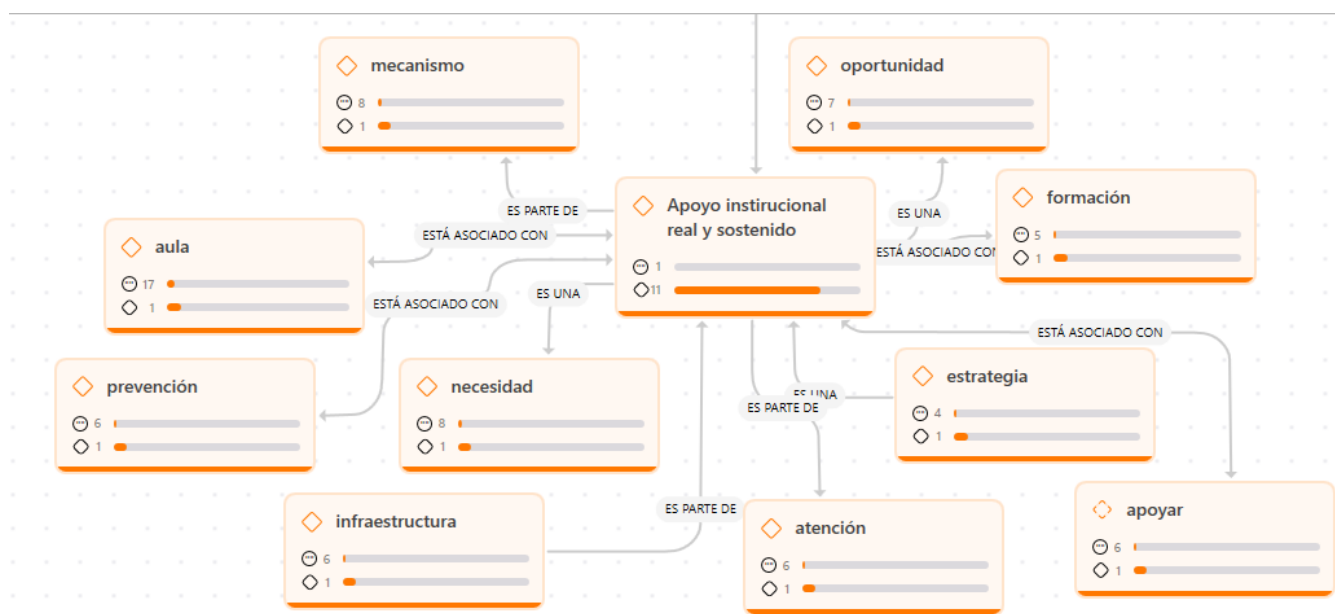 mecanismo
8
1
oportunidad
7
1
Apoyo instirucional
real y sostenido
1
11
formación
5
1
ES PARTE DE
ES UNA
ESTÁ ASOCIADO CON
ESTÁ ASOCIADO CON
aula
17
1
ESTÁ ASOCIADO CON
ES UNA
ESTÁ ASOCIADO CON
prevención
6
1
necesidad
8
1
estrategia
4
1
ES UNA
ES PARTE DE
infraestructura
6
1
ES PARTE DE
atención
6
1
apoyar
6
1